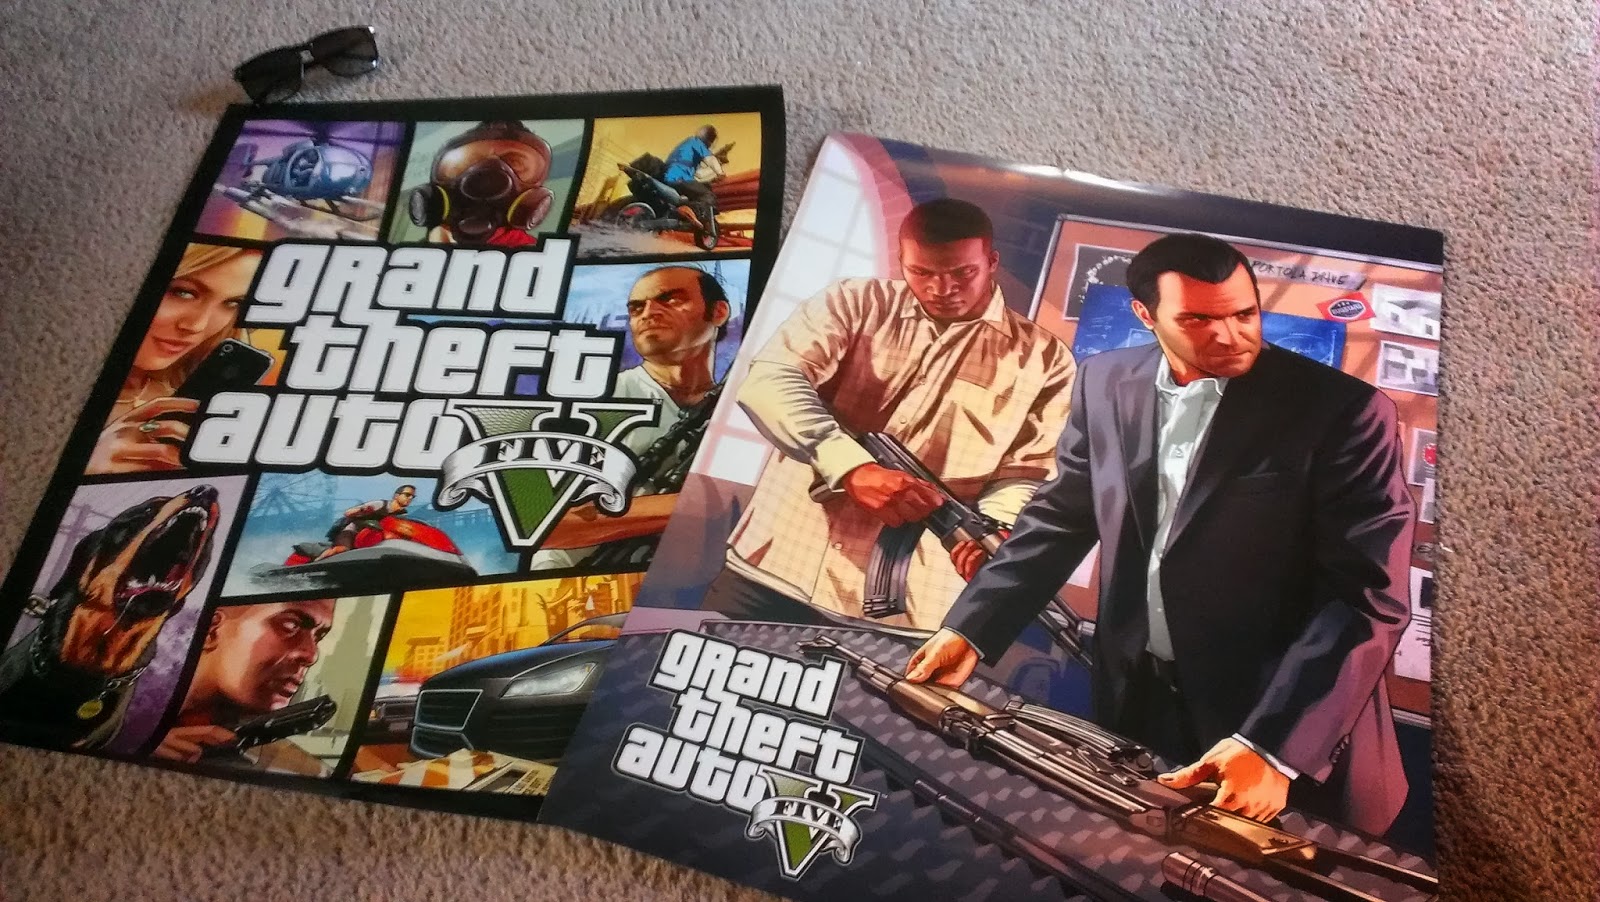 grand
theft
auto V
FIVE
PORTOLA DRIVE
grand
theft
auto V
FIVE